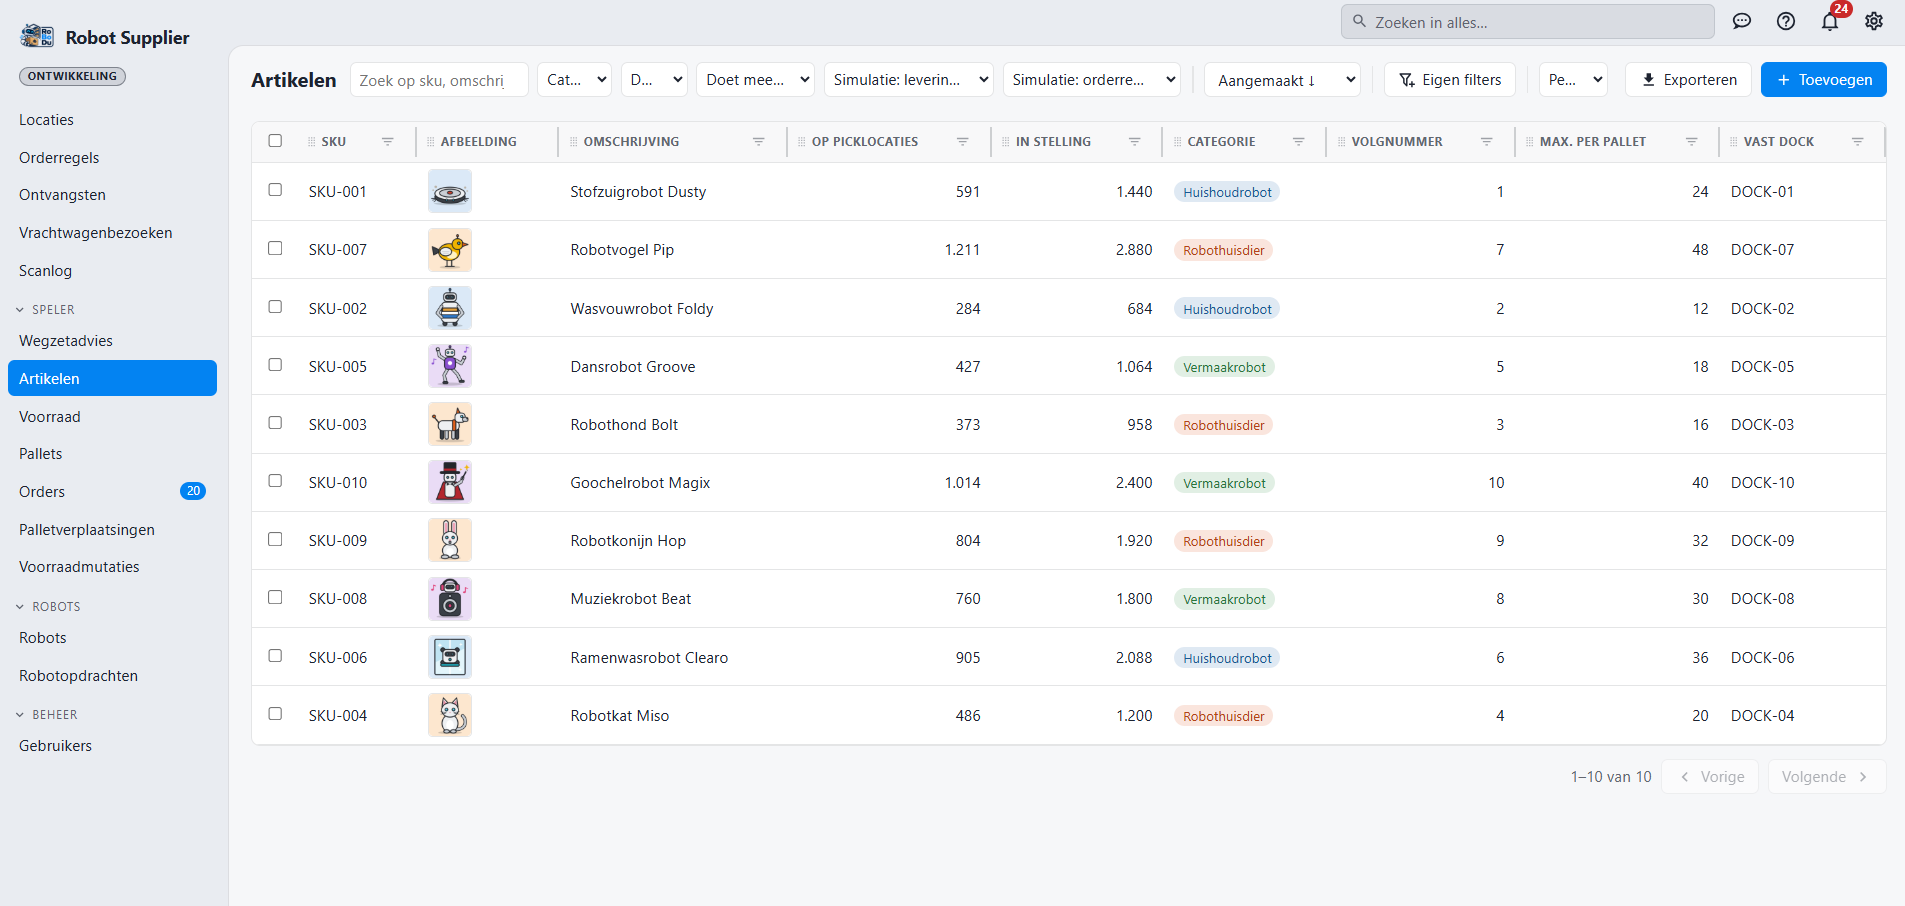 Robot Supplier
ONTWIKKELING
Locaties
Orderregels
Ontvangsten
Vrachtwagenbezoeken
Scanlog
SPELER
Wegzetadvies
Artikelen
Voorraad
Pallets
Orders 20
Palletverplaatsingen
Voorraadmutaties
ROBOTS
Robots
Robotopdrachten
BEHEER
Gebruikers
Zoeken in alles...
24
Artikelen Zoek op sku, omschrij Cat... D... Doet mee... Simulatie: leverin... Simulatie: orderre... Aangemaakt ↓ Eigen filters Pe... Exporteren + Toevoegen
SKU AFBEELDING OMSCHRIJVING OP PICKLOCATIES IN STELLING CATEGORIE VOLGNUMMER MAX. PER PALLET VAST DOCK
SKU-001 Stofzuigrobot Dusty 591 1.440 Huishoudrobot 1 24 DOCK-01
SKU-007 Robotvogel Pip 1.211 2.880 Robothuisdier 7 48 DOCK-07
SKU-002 Wasvouwrobot Foldy 284 684 Huishoudrobot 2 12 DOCK-02
SKU-005 Dansrobot Groove 427 1.064 Vermaakrobot 5 18 DOCK-05
SKU-003 Robothond Bolt 373 958 Robothuisdier 3 16 DOCK-03
SKU-010 Goochelrobot Magix 1.014 2.400 Vermaakrobot 10 40 DOCK-10
SKU-009 Robotkonijn Hop 804 1.920 Robothuisdier 9 32 DOCK-09
SKU-008 Muziekrobot Beat 760 1.800 Vermaakrobot 8 30 DOCK-08
SKU-006 Ramenwasrobot Clearo 905 2.088 Huishoudrobot 6 36 DOCK-06
SKU-004 Robotkat Miso 486 1.200 Robothuisdier 4 20 DOCK-04
1–10 van 10 Vorige Volgende